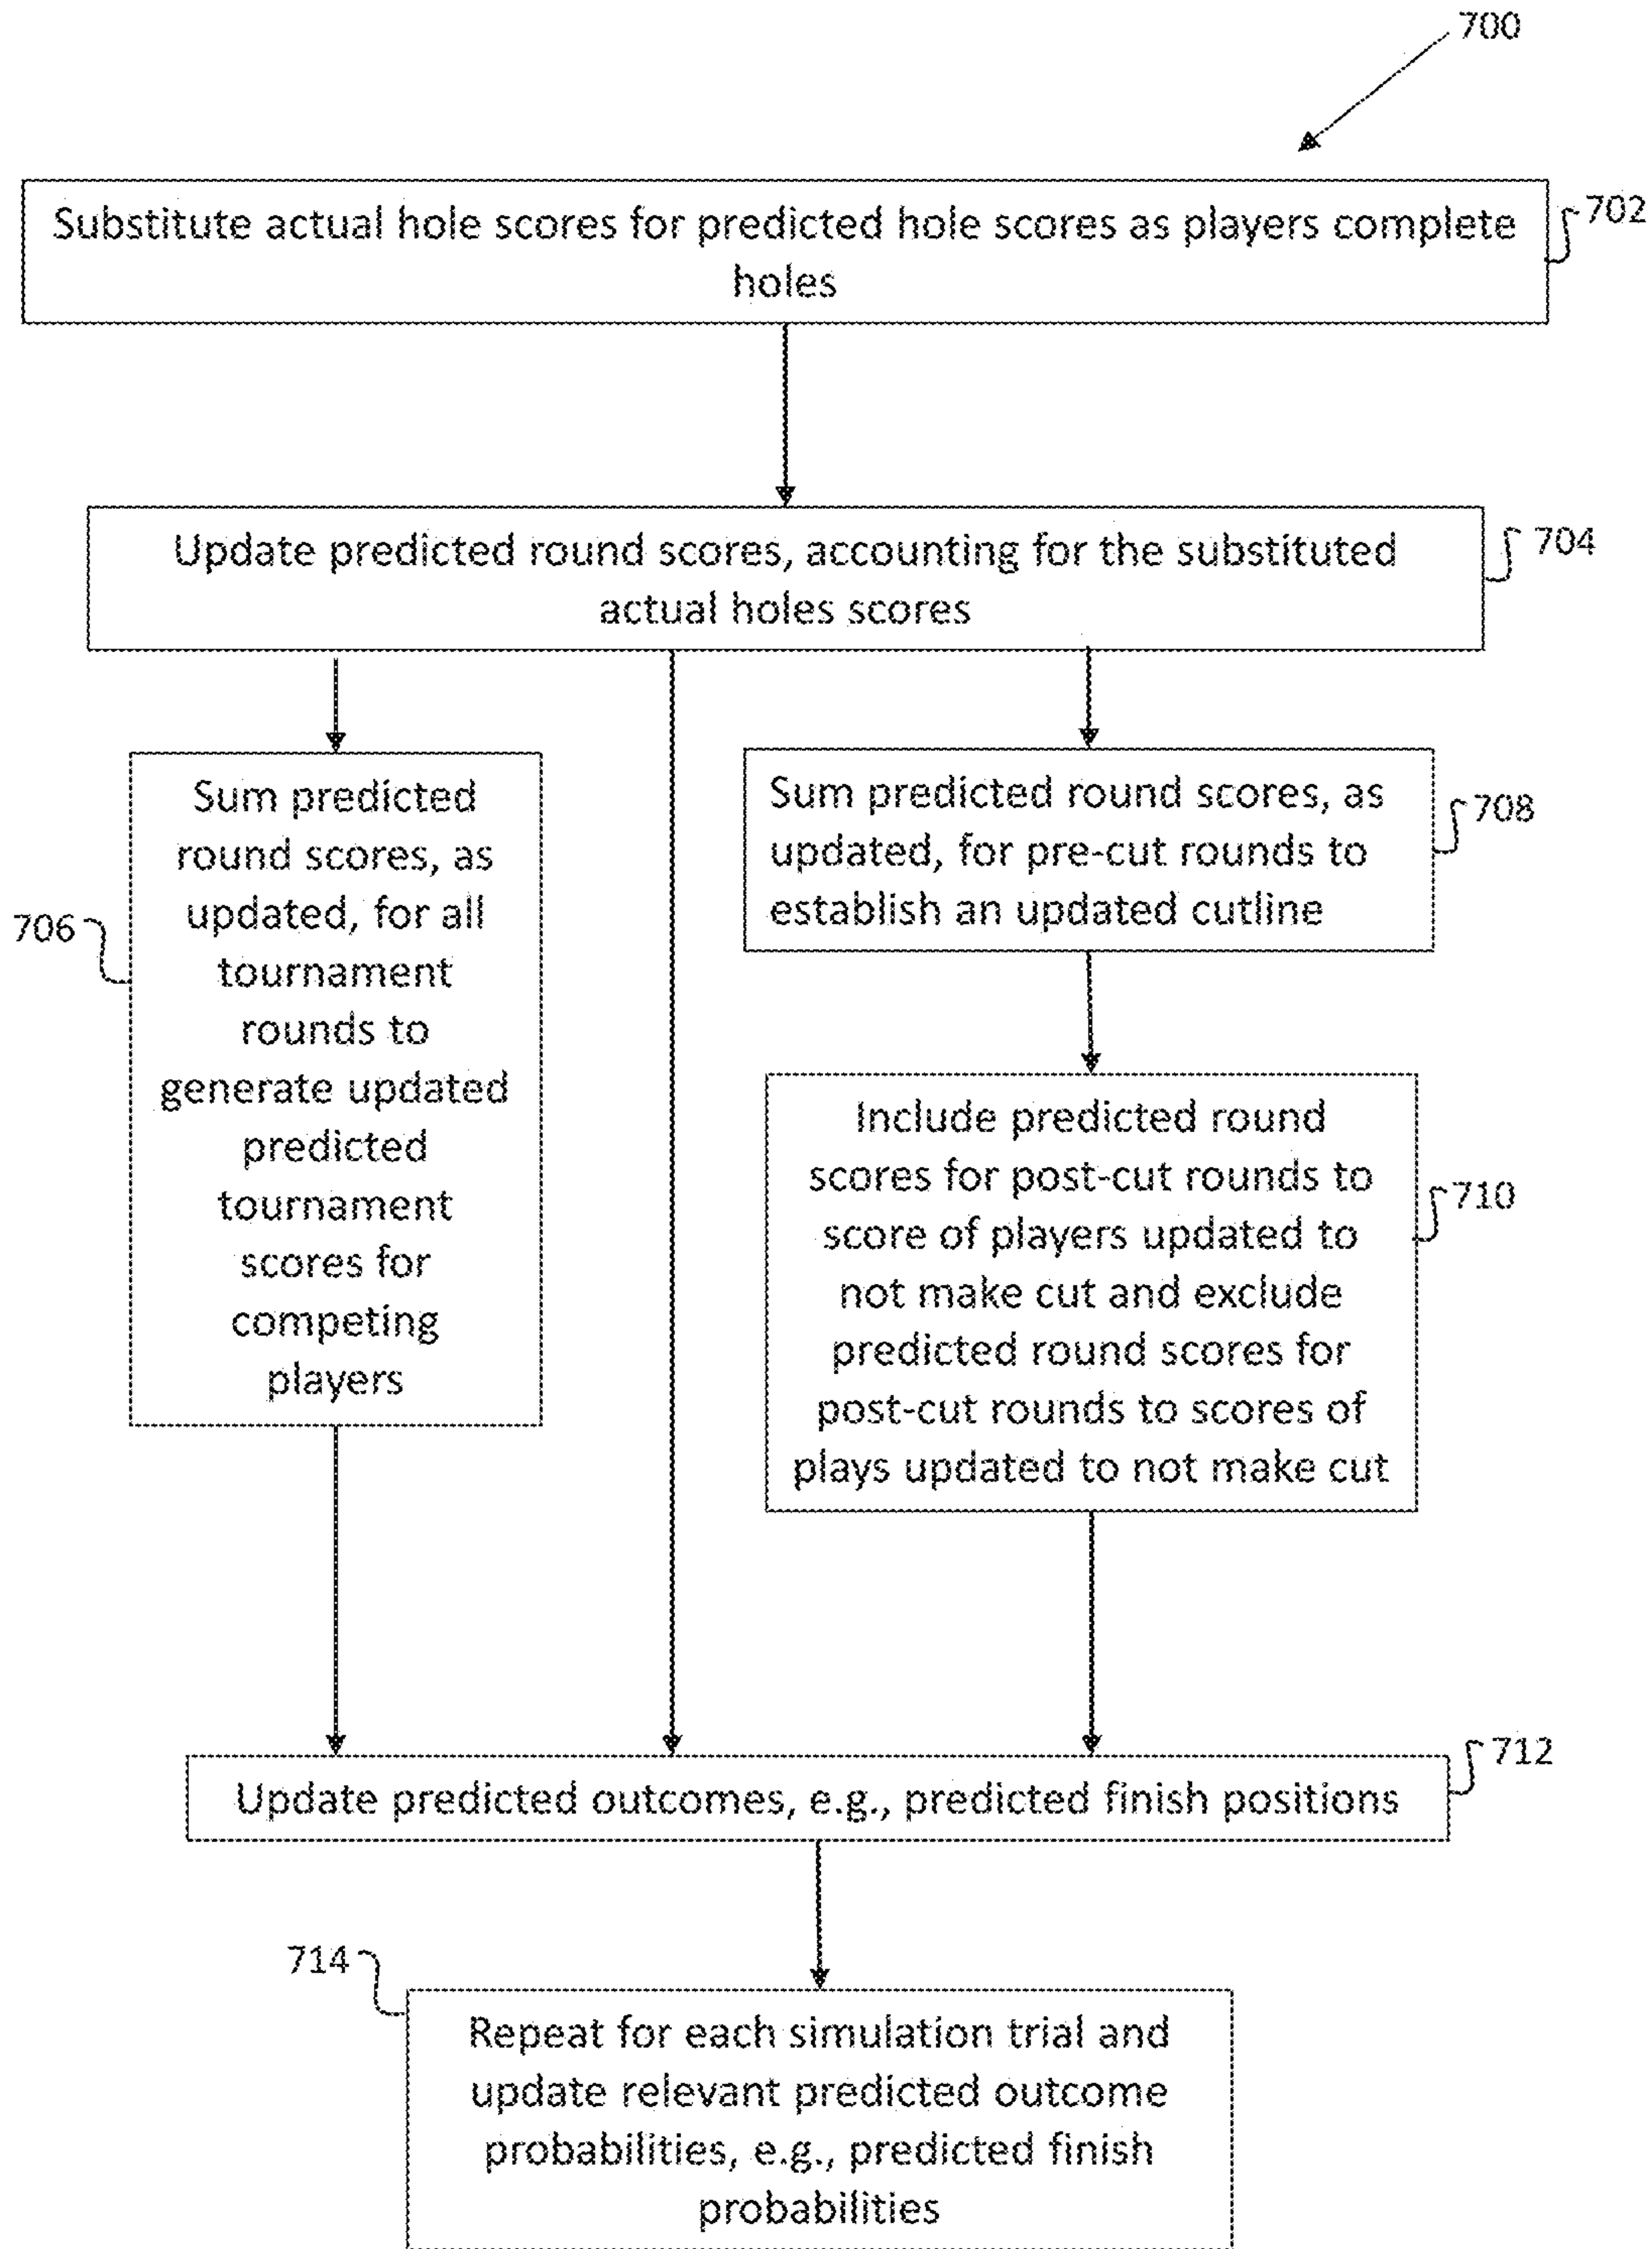 700
Substitute actual hole scores for predicted hole scores as players complete
holes
702
Update predicted round scores, accounting for the substituted
actual holes scores
704
Sum predicted
round scores, as
updated, for all
tournament
rounds to
generate updated
predicted
tournament
scores for
competing
players
706
Sum predicted round scores, as
updated, for pre-cut rounds to
establish an updated cutline
708
Include predicted round
scores for post-cut rounds to
score of players updated to
not make cut and exclude
predicted round scores for
post-cut rounds to scores of
plays updated to not make cut
710
Update predicted outcomes, e.g., predicted finish positions
712
714
Repeat for each simulation trial and
update relevant predicted outcome
probabilities, e.g., predicted finish
probabilities